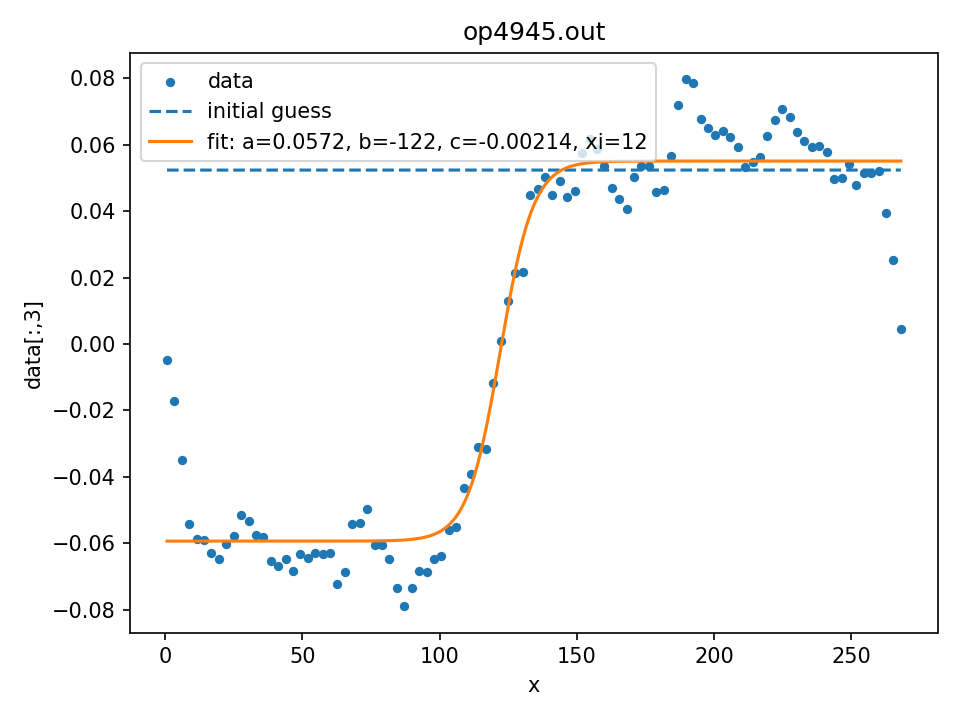 op4945.out
data
initial guess
fit: a=0.0572, b=-122, c=-0.00214, xi=12
0.08
0.06
0.04
0.02
0.00
−0.02
−0.04
−0.06
−0.08
data[:,3]
0
50
100
150
200
250
x